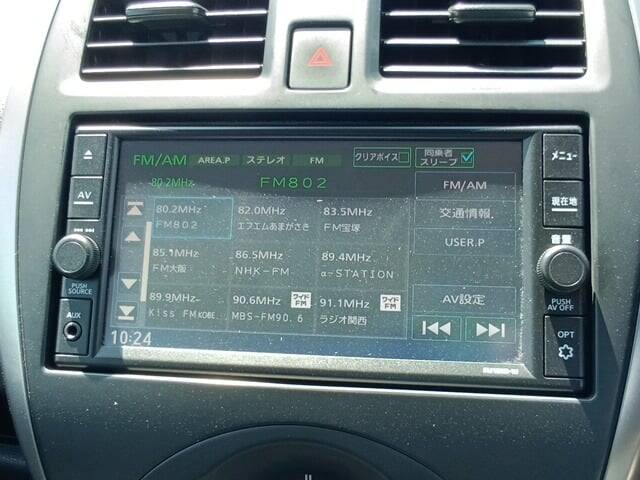 FM/AM AREA.P ステレオ FM クリアボイス 同乗者スリープ
80.2MHz FM802 FM/AM
80.2MHz 82.0MHz 83.5MHz
FM802 エフエムあまがさき FM宝塚
交通情報
USER.P
85.1MHz 86.5MHz 89.4MHz
FM大阪 NHK-FM α-STATION
89.9MHz 90.6MHz ワイドFM 91.1MHz ワイドFM
Kiss FM KOBE MBS-FM90.6 ラジオ関西
AV設定
10:24
AV
PUSH
SOURCE
AUX
メニュー
現在地
音量
PUSH
AV OFF
OPT